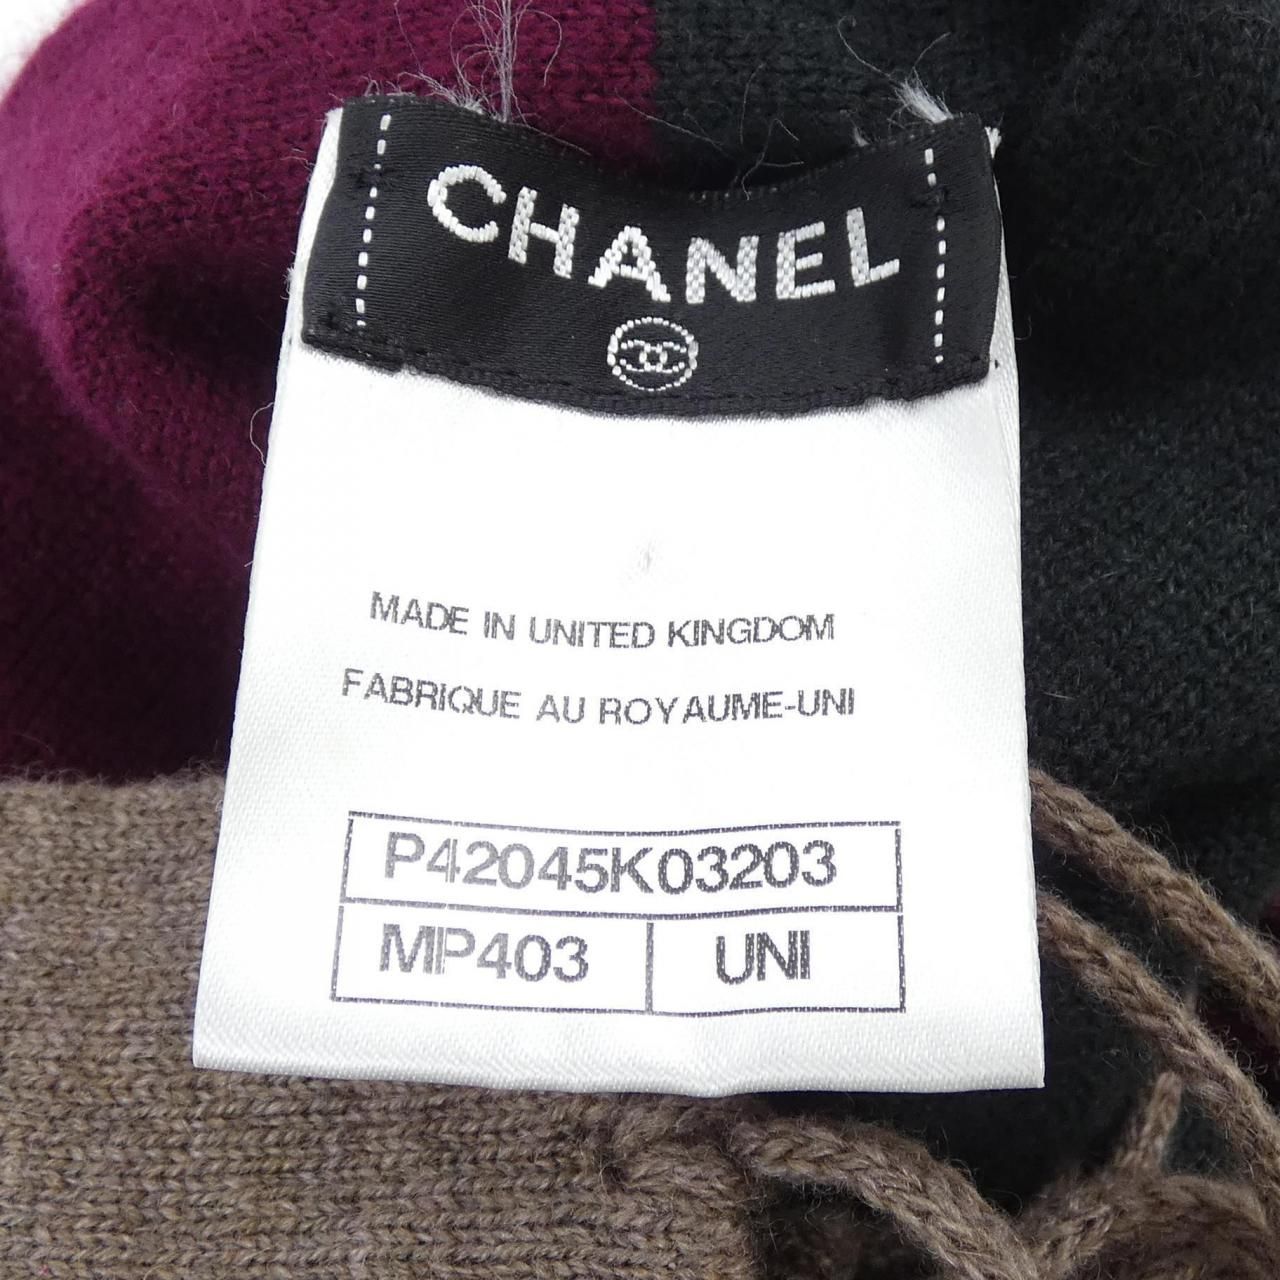 CHANEL
MADE IN UNITED KINGDOM
FABRIQUE AU ROYAUME-UNI
P42045K03203
MP403 UNI